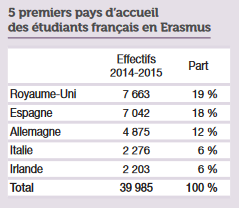 5 premiers pays d'accueil
des étudiants français en Erasmus
Effectifs
2014-2015 Part
Royaume-Uni 7 663 19 %
Espagne 7 042 18 %
Allemagne 4 875 12 %
Italie 2 276 6 %
Irlande 2 203 6 %
Total 39 985 100 %